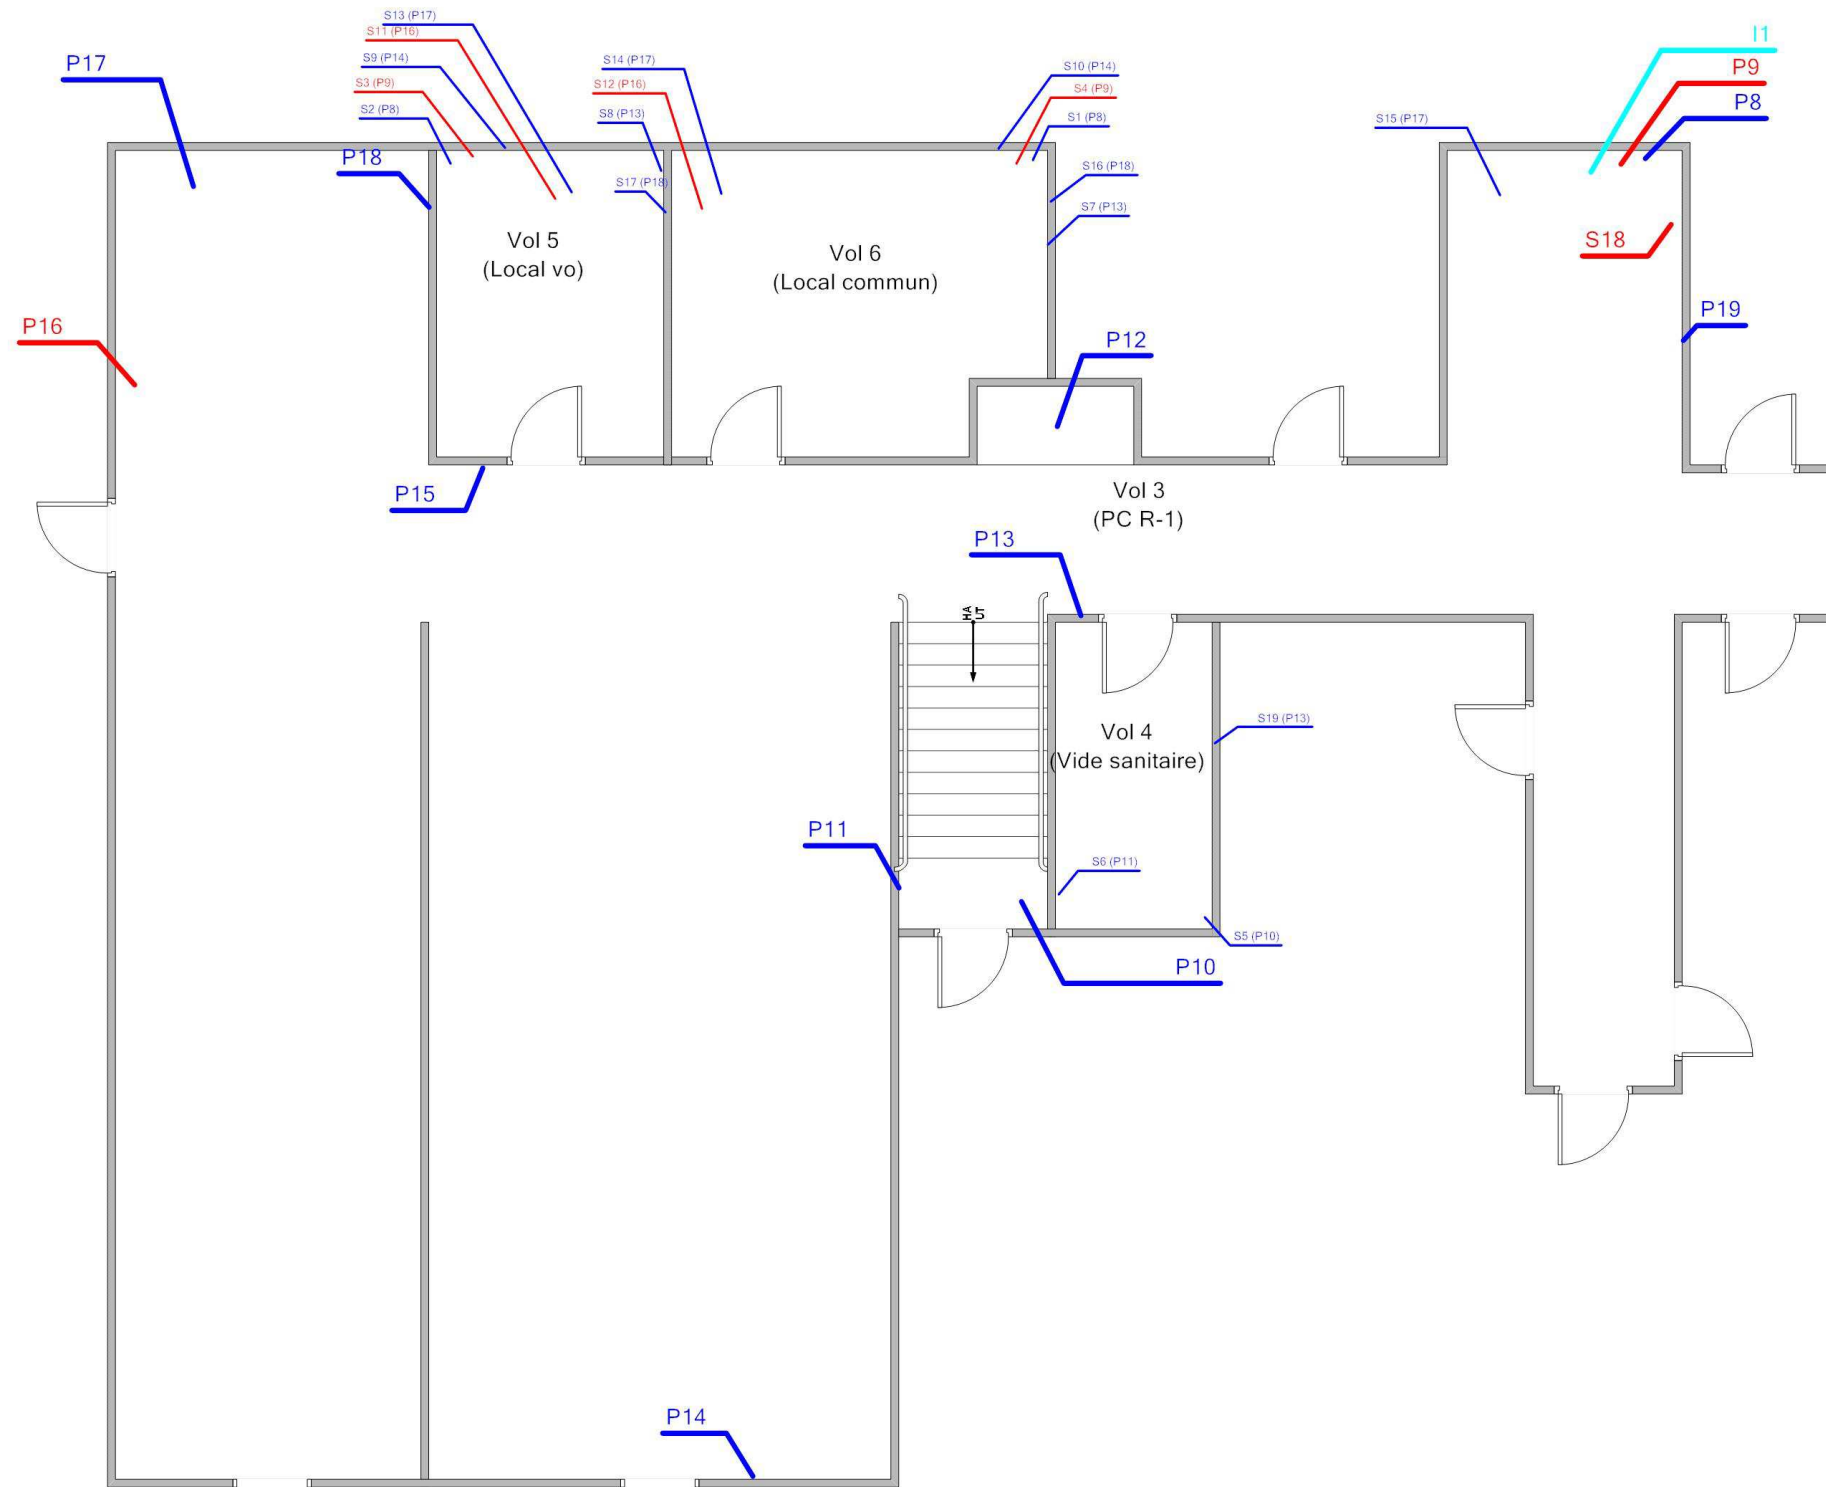 S13 (P17)
S11 (P16)
S9 (P14)
S3 (P9)
S2 (P8)
S14 (P17)
S12 (P16)
S8 (P13)
S17 (P18)
S10 (P14)
S4 (P9)
S1 (P8)
S16 (P18)
S7 (P13)
S15 (P17)
I1
P9
P8
P17
P18
S18
Vol 5
(Local vo)
Vol 6
(Local commun)
P19
P16
P12
P15
Vol 3
(PC R-1)
P13
HA
UT
S19 (P13)
Vol 4
(Vide sanitaire)
P11
S6 (P11)
S5 (P10)
P10
P14